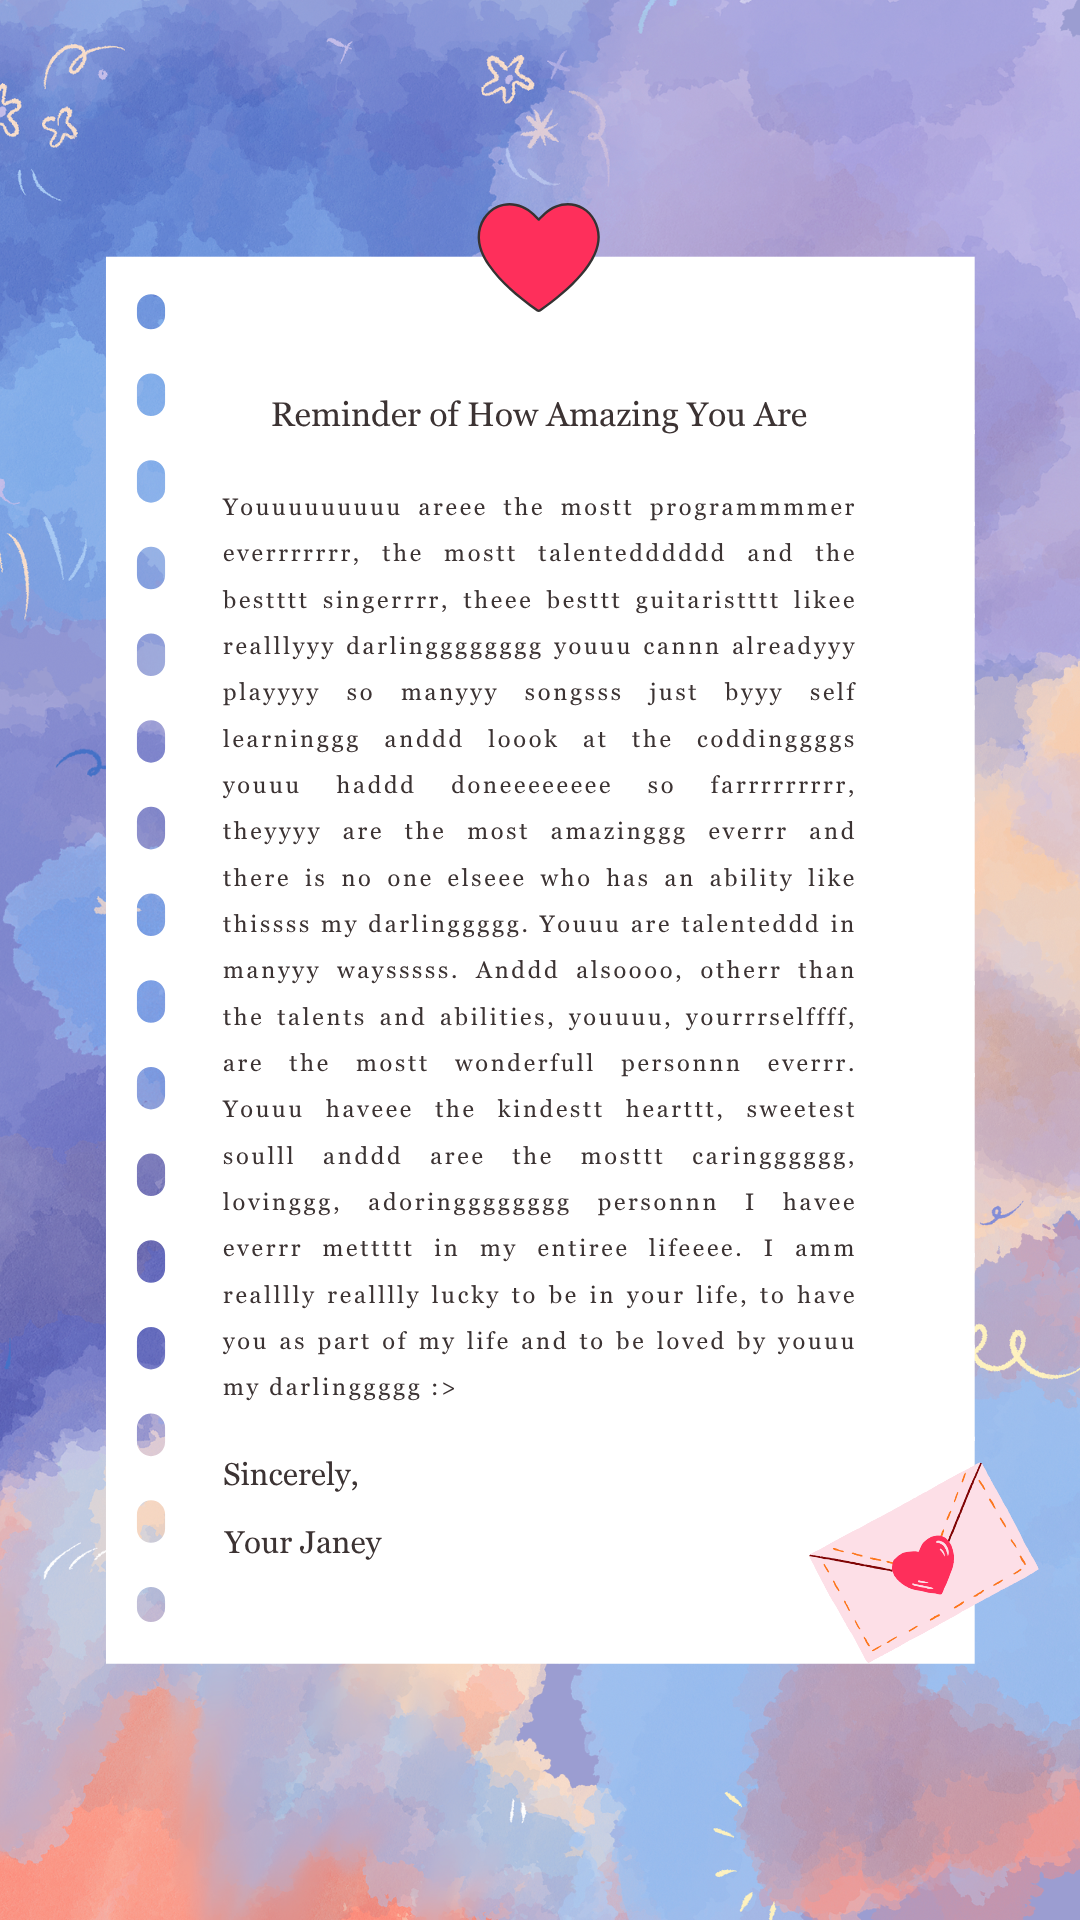 Reminder of How Amazing You Are
Youuuuuuuuu areee the mostt programmmmer
everrrrrrr, the mostt talentedddddd and the
bestttt singerrrr, theee besttt guitaristttt likee
realllyyy darlingggggggg youuu cannn alreadyyy
playyyy so manyyy songsss just byyy self
learninggg anddd loook at the coddinggggs
youuu haddd doneeeeeeee so farrrrrrrrr,
theyyyy are the most amazinggg everrr and
there is no one elseee who has an ability like
thissss my darlinggggg. Youuu are talenteddd in
manyyy waysssss. Anddd alsoooo, otherr than
the talents and abilities, youuuu, yourrrselffff,
are the mostt wonderfull personnn everrr.
Youuu haveee the kindestt hearttt, sweetest
soulll anddd aree the mosttt caringggggg,
lovinggg, adoringgggggggg personnn I havee
everrr mettttt in my entiree lifeeee. I amm
realllly realllly lucky to be in your life, to have
you as part of my life and to be loved by youuu
my darlinggggg :>
Sincerely,
Your Janey